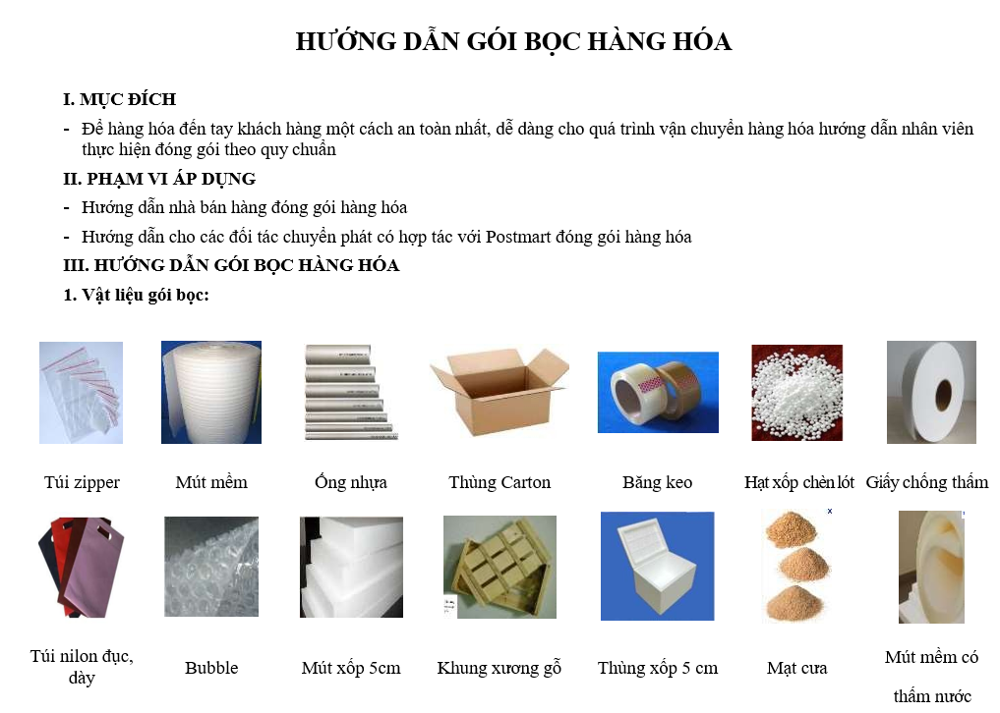 HƯỚNG DẪN GÓI BỌC HÀNG HÓA
I. MỤC ĐÍCH
- Để hàng hóa đến tay khách hàng một cách an toàn nhất, dễ dàng cho quá trình vận chuyển hàng hóa hướng dẫn nhân viên
thực hiện đóng gói theo quy chuẩn
II. PHẠM VI ÁP DỤNG
- Hướng dẫn nhà bán hàng đóng gói hàng hóa
- Hướng dẫn cho các đối tác chuyển phát có hợp tác với Postmart đóng gói hàng hóa
III. HƯỚNG DẪN GÓI BỌC HÀNG HÓA
1. Vật liệu gói bọc:
Túi zipper Mút mềm Ống nhựa Thùng Carton Băng keo Hạt xốp chèn lót Giấy chống thấm
x
Túi nilon đục,
dày
Bubble Mút xốp 5cm Khung xương gỗ Thùng xốp 5 cm Mạt cưa
Mút mềm có
thấm nước